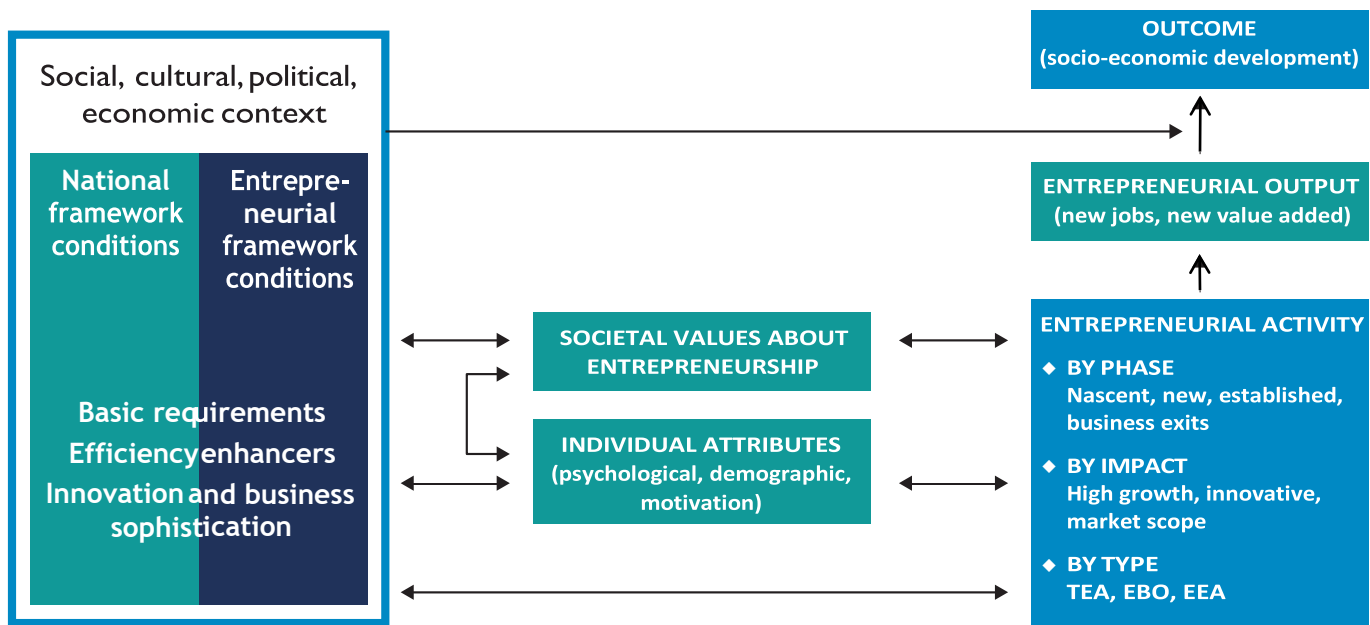 Social, cultural, political,
economic context
National
framework
conditions
Entrepre-
neurial
framework
conditions
Basic requirements
Efficiency enhancers
Innovation and business
sophistication
SOCIETAL VALUES ABOUT
ENTREPRENEURSHIP
INDIVIDUAL ATTRIBUTES
(psychological, demographic,
motivation)
OUTCOME
(socio-economic development)
ENTREPRENEURIAL OUTPUT
(new jobs, new value added)
ENTREPRENEURIAL ACTIVITY
◆ BY PHASE
Nascent, new, established,
business exits
◆ BY IMPACT
High growth, innovative,
market scope
◆ BY TYPE
TEA, EBO, EEA